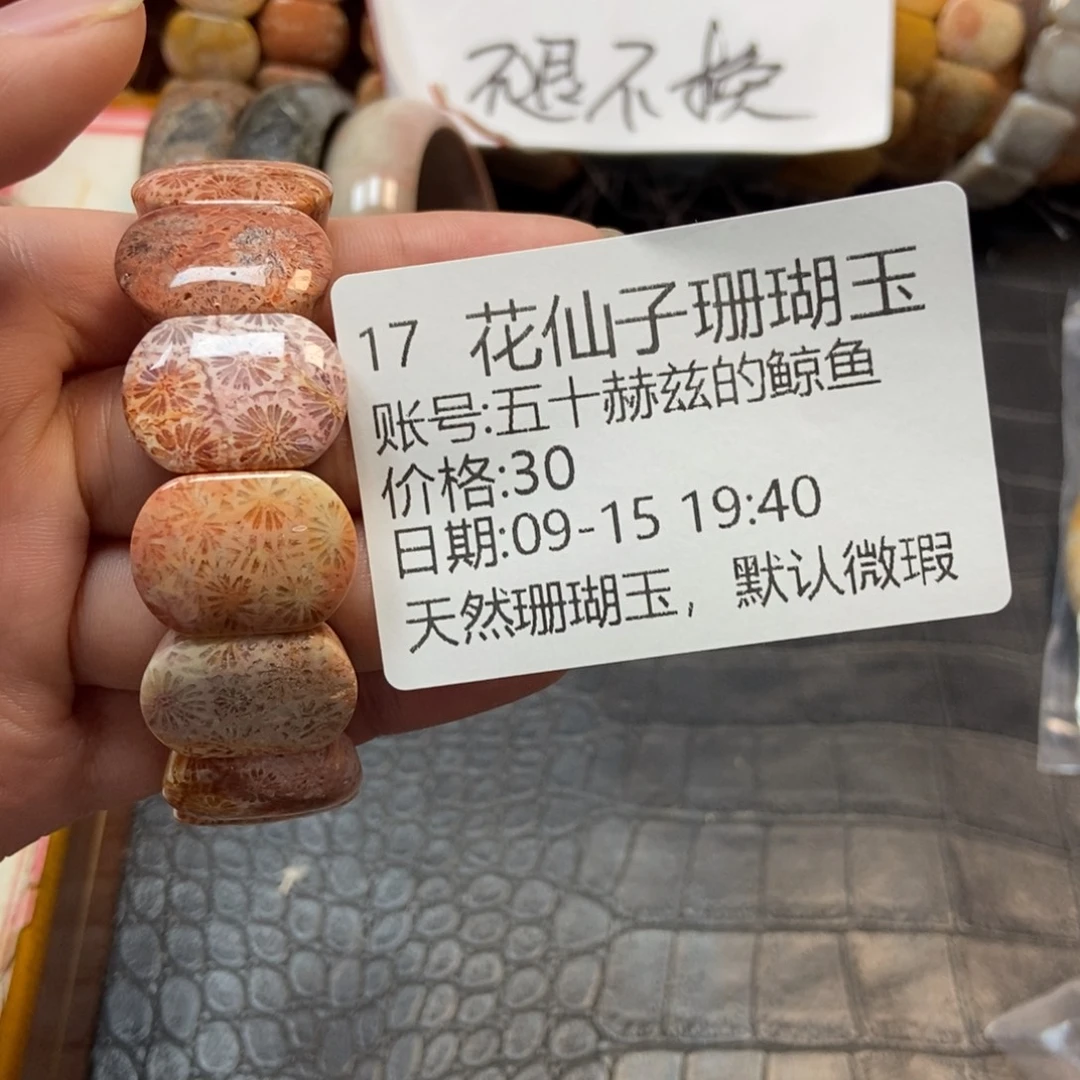 不退不换
17 花仙子珊瑚玉
账号:五十赫兹的鲸鱼
价格:30
日期:09-15 19:40
天然珊瑚玉，默认微瑕